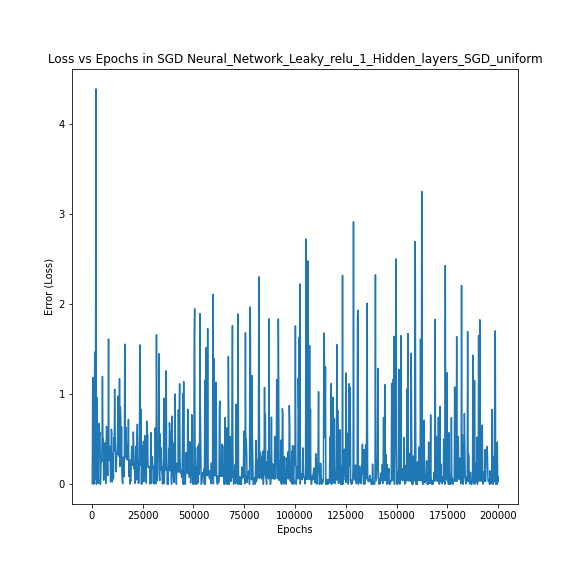 Loss vs Epochs in SGD Neural_Network_Leaky_relu_1_Hidden_layers_SGD_uniform
4
3
2
1
0
Error (Loss)
0 25000 50000 75000 100000 125000 150000 175000 200000
Epochs